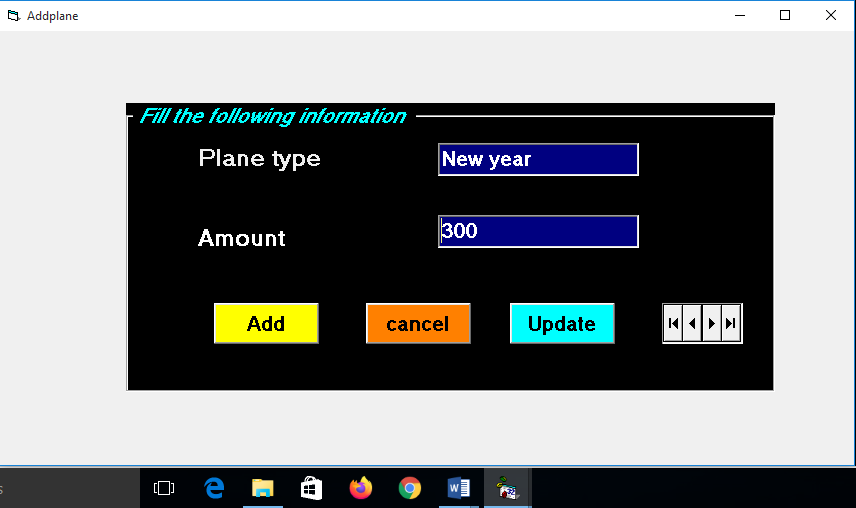 Addplane
Fill the following information
Plane type
New year
Amount
300
Add cancel Update
s
W